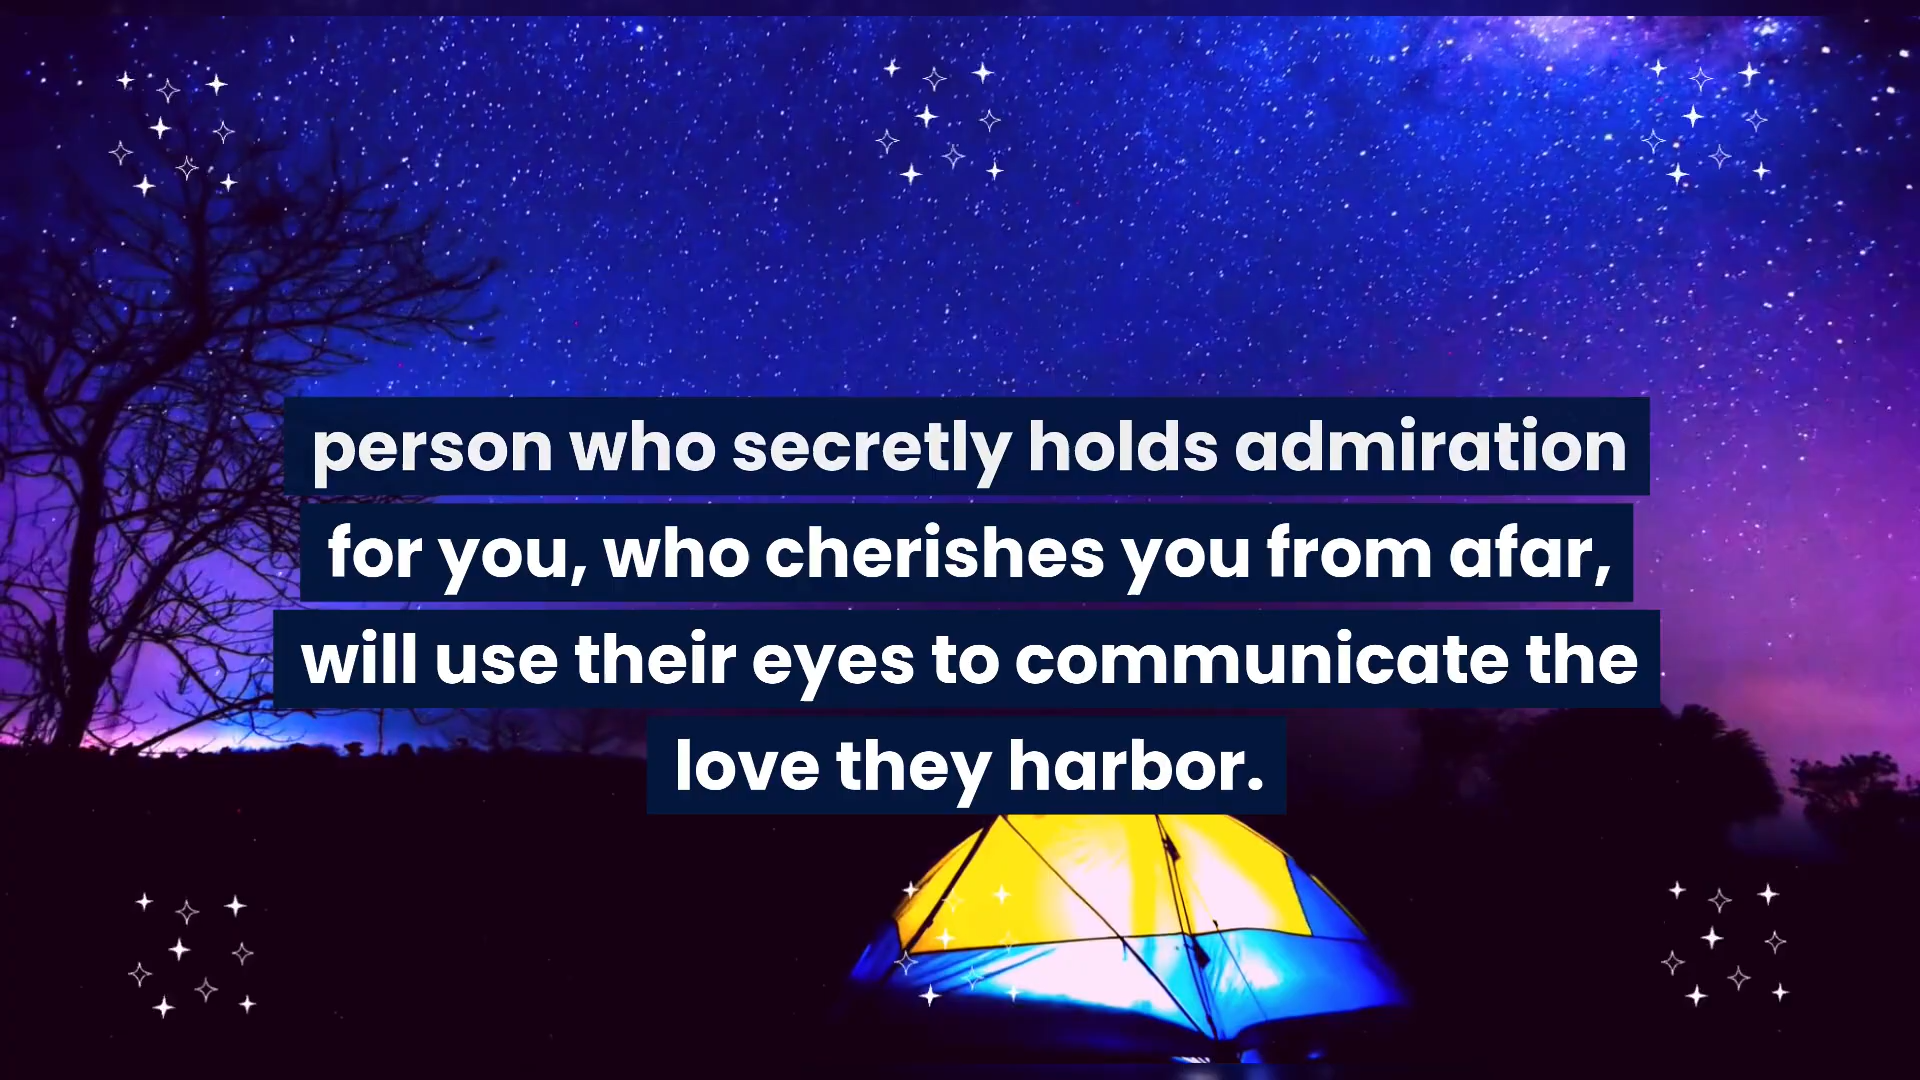 person who secretly holds admiration
for you, who cherishes you from afar,
will use their eyes to communicate the
love they harbor.